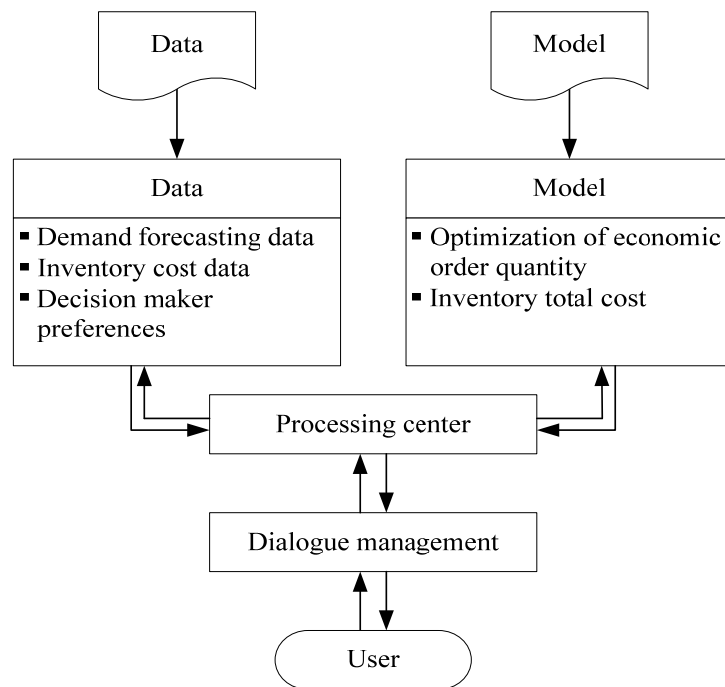 Data
Model
Data
▪ Demand forecasting data
▪ Inventory cost data
▪ Decision maker
preferences
Model
▪ Optimization of economic
order quantity
▪ Inventory total cost
Processing center
Dialogue management
User